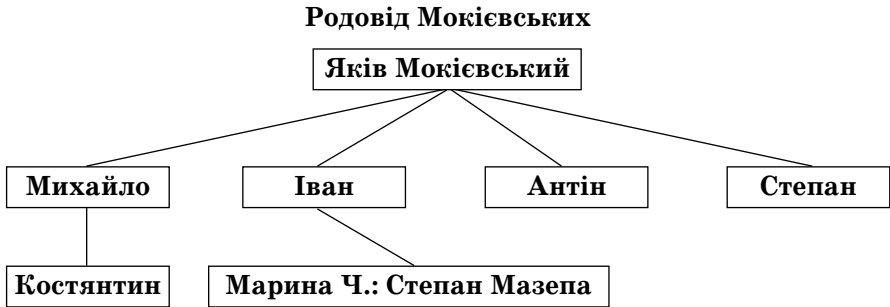 Родовід Мокієвських
Яків Мокієвський
Михайло Іван Антін Степан
Костянтин Марина Ч.: Степан Мазепа